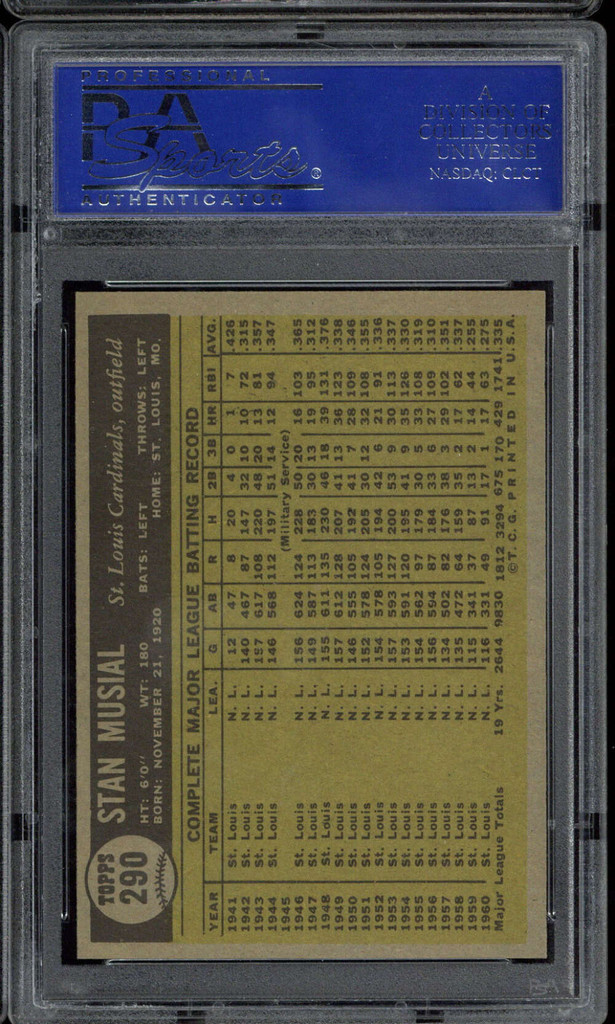 PROFESSIONAL
PSA
Sports®
AUTHENTICATOR
A
DIVISION OF
COLLECTORS
UNIVERSE
NASDAQ: CLCT
TOPPS
290
STAN MUSIAL St. Louis Cardinals, outfield
HT: 6'0" WT: 180 BATS: LEFT THROWS: LEFT
BORN: NOVEMBER 21, 1920 HOME: ST. LOUIS, MO.
COMPLETE MAJOR LEAGUE BATTING RECORD
YEAR TEAM LEA. G AB R H 2B 3B HR RBI AVG.
1941 St. Louis N. L. 12 47 8 20 4 0 1 7 .426
1942 St. Louis N. L. 140 467 87 147 32 10 10 72 .315
1943 St. Louis N. L. 157 617 108 220 48 20 13 81 .357
1944 St. Louis N. L. 146 568 112 197 51 14 12 94 .347
1945 (Military Service)
1946 St. Louis N. L. 156 624 124 228 50 20 16 103 .365
1947 St. Louis N. L. 149 587 113 183 30 13 19 95 .312
1948 St. Louis N. L. 155 611 135 230 46 18 39 131 .376
1949 St. Louis N. L. 157 612 128 207 41 13 36 123 .338
1950 St. Louis N. L. 146 555 105 192 41 7 28 109 .346
1951 St. Louis N. L. 152 578 124 205 30 12 32 108 .355
1952 St. Louis N. L. 154 578 105 194 42 6 21 91 .336
1953 St. Louis N. L. 157 593 127 200 53 9 30 113 .337
1954 St. Louis N. L. 153 591 120 195 41 9 35 126 .330
1955 St. Louis N. L. 154 562 97 179 30 5 33 108 .319
1956 St. Louis N. L. 156 594 87 184 33 6 27 109 .310
1957 St. Louis N. L. 134 502 82 176 38 3 29 102 .351
1958 St. Louis N. L. 135 472 64 159 35 2 17 62 .337
1959 St. Louis N. L. 115 341 37 87 13 2 14 44 .255
1960 St. Louis N. L. 116 331 49 91 17 1 17 63 .275
Major League Totals 19 Yrs. 2644 9830 1812 3294 675 170 429 1741 .335
© T. C. G. PRINTED IN U.S.A.
PSA